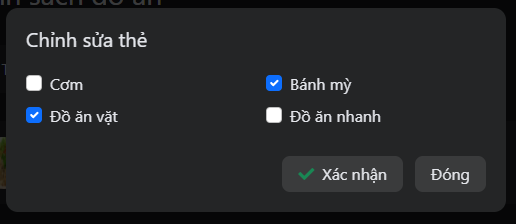 Chỉnh sửa thẻ
Cơm
Bánh mỳ
Đồ ăn vặt
Đồ ăn nhanh
Xác nhận
Đóng